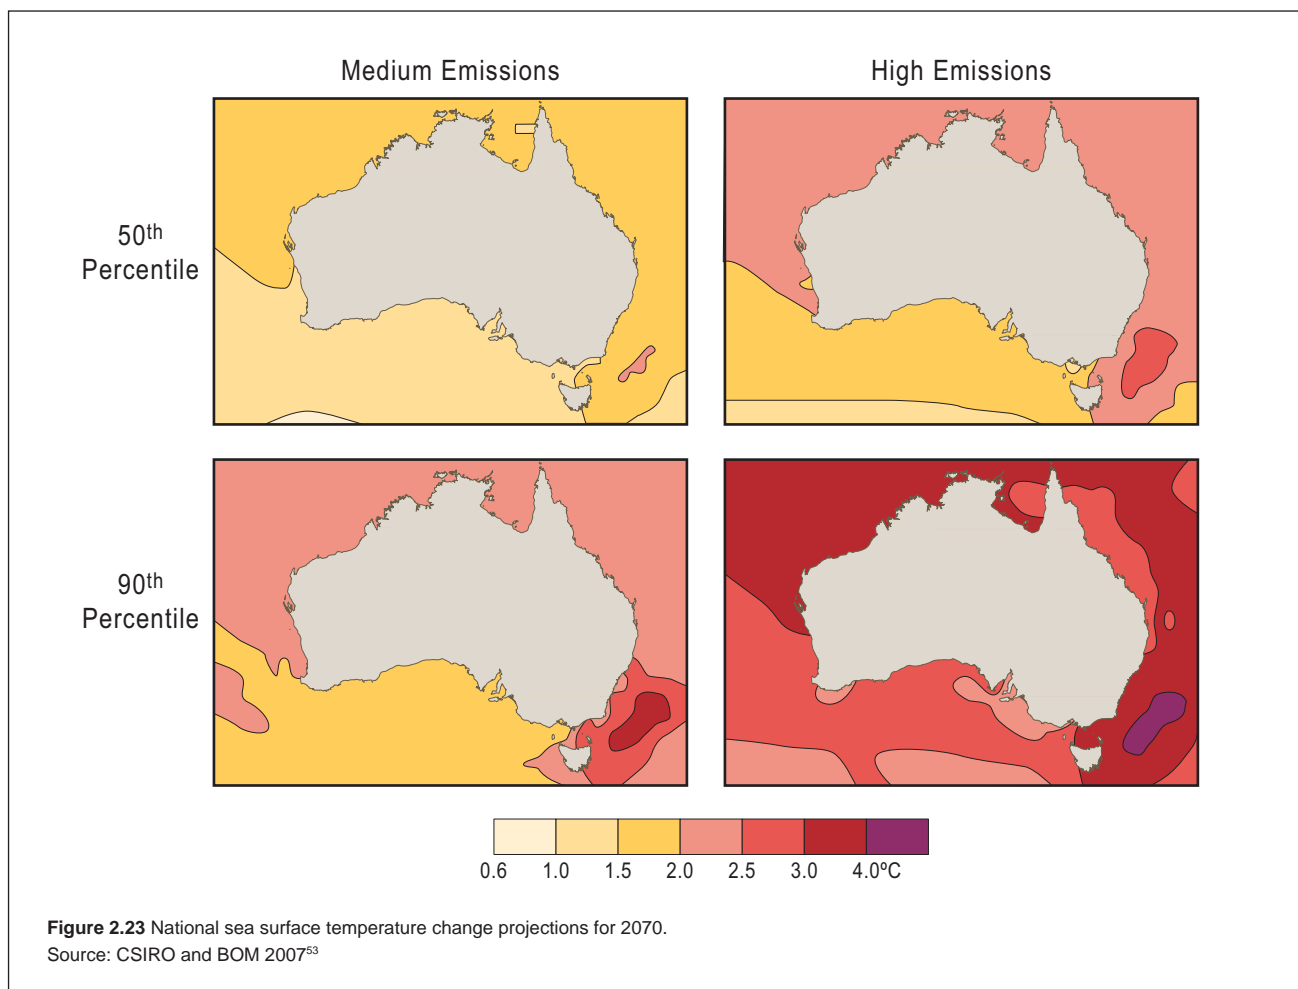 Medium Emissions
High Emissions
50th
Percentile
90th
Percentile
0.6 1.0 1.5 2.0 2.5 3.0 4.0ºC
Figure 2.23 National sea surface temperature change projections for 2070.
Source: CSIRO and BOM 200753